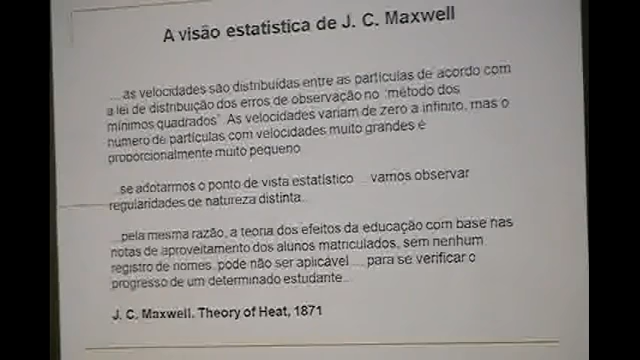 A visão estatística de J. C. Maxwell
... as velocidades são distribuídas entre as partículas de acordo com
a lei de distribuição dos erros de observação no "método dos
mínimos quadrados". As velocidades variam de zero a infinito, mas o
numero de partículas com velocidades muito grandes é
proporcionalmente muito pequeno
...se adotarmos o ponto de vista estatístico ... vamos observar
regularidades de natureza distinta...
...pela mesma razão, a teoria dos efeitos da educação com base nas
notas de aproveitamento dos alunos matriculados, sem nenhum
registro de nomes, pode não ser aplicável ... para se verificar o
progresso de um determinado estudante...
J. C. Maxwell. Theory of Heat, 1871